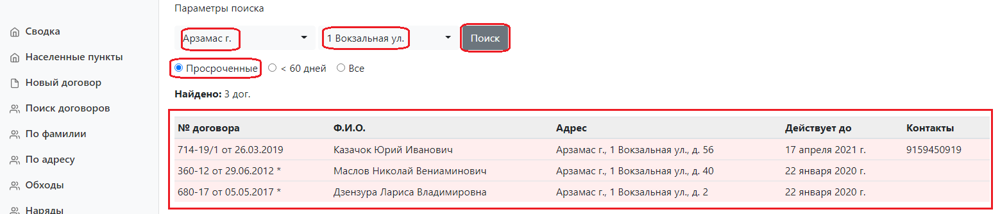 Параметры поиска
Сводка
Населенные пункты
Новый договор
Поиск договоров
По фамилии
По адресу
Обходы
Наряды
Арзамас г. 1 Вокзальная ул. Поиск
Просроченные < 60 дней Все
Найдено: 3 дог.
№ договора Ф.И.О. Адрес Действует до Контакты
714-19/1 от 26.03.2019 Казачок Юрий Иванович Арзамас г., 1 Вокзальная ул., д. 56 17 апреля 2021 г. 9159450919
360-12 от 29.06.2012 * Маслов Николай Вениаминович Арзамас г., 1 Вокзальная ул., д. 40 22 января 2020 г.
680-17 от 05.05.2017 * Дзензура Лариса Владимировна Арзамас г., 1 Вокзальная ул., д. 2 22 января 2020 г.